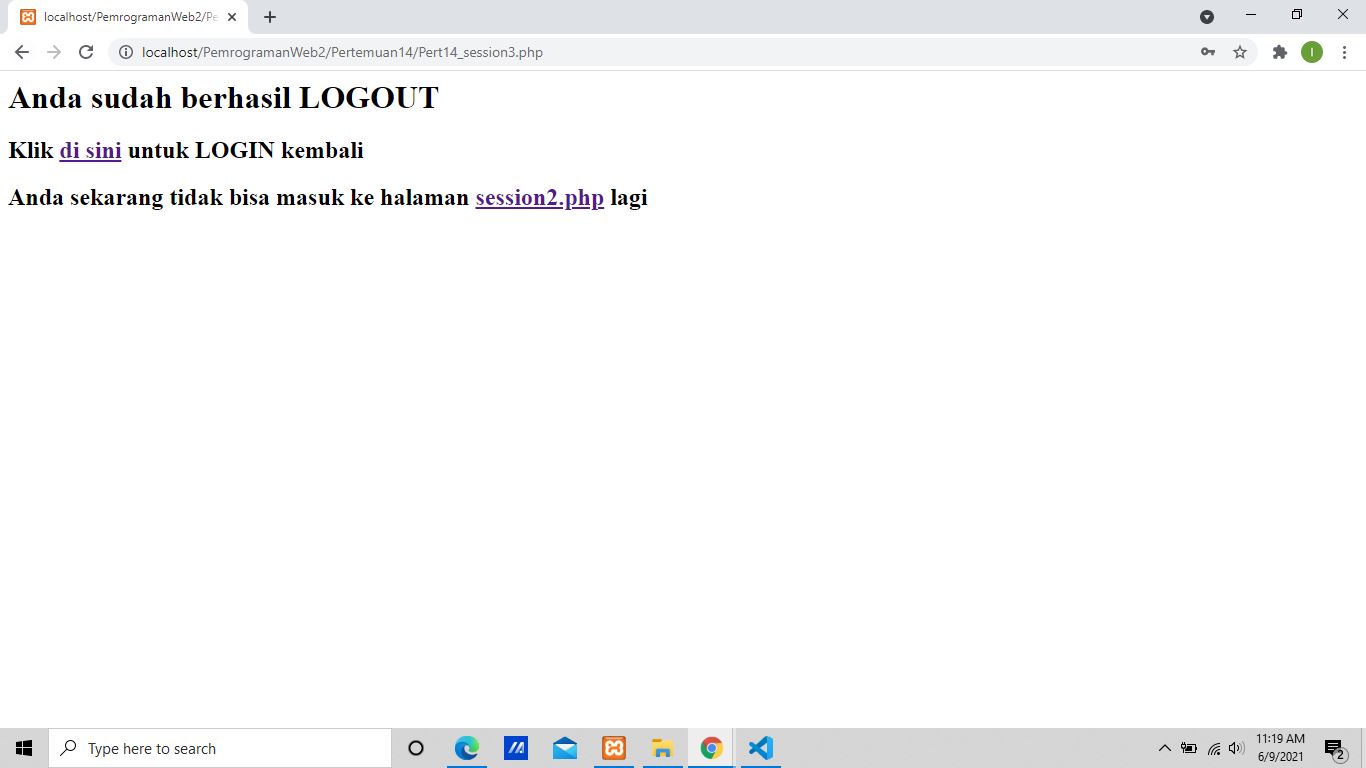 localhost/PemrogramanWeb2/Pe
localhost/PemrogramanWeb2/Pertemuan14/Pert14_session3.php
I
Anda sudah berhasil LOGOUT
Klik di sini untuk LOGIN kembali
Anda sekarang tidak bisa masuk ke halaman session2.php lagi
Type here to search
11:19 AM
6/9/2021
2